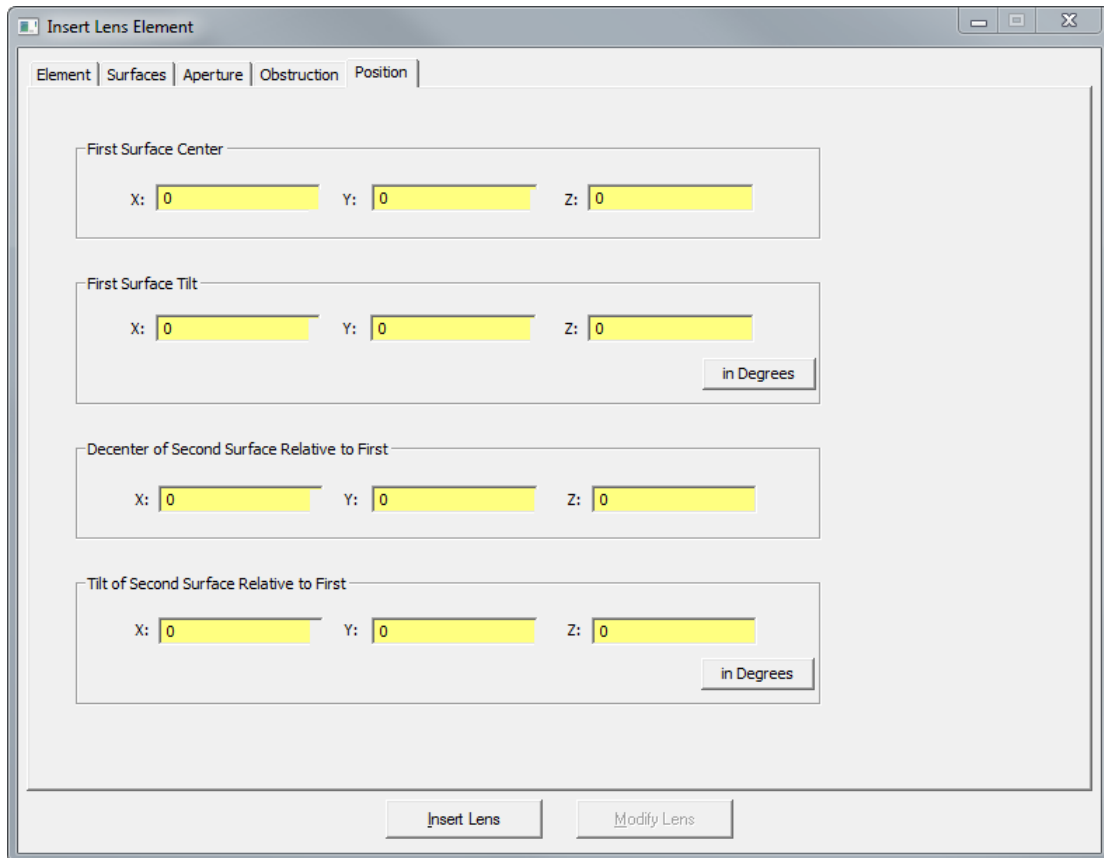 Insert Lens Element
Element Surfaces Aperture Obstruction Position
First Surface Center
X: 0 Y: 0 Z: 0
First Surface Tilt
X: 0 Y: 0 Z: 0
in Degrees
Decenter of Second Surface Relative to First
X: 0 Y: 0 Z: 0
Tilt of Second Surface Relative to First
X: 0 Y: 0 Z: 0
in Degrees
Insert Lens Modify Lens